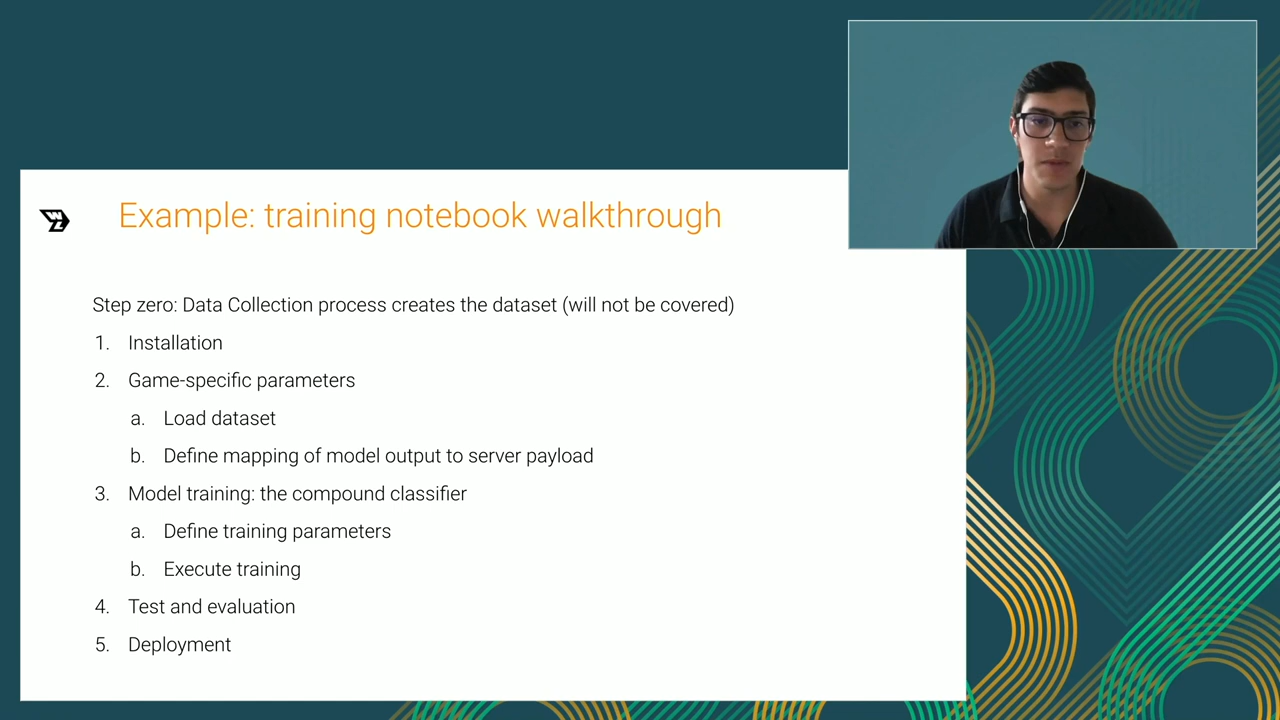 Example: training notebook walkthrough
Step zero: Data Collection process creates the dataset (will not be covered)
1. Installation
2. Game-specific parameters
a. Load dataset
b. Define mapping of model output to server payload
3. Model training: the compound classifier
a. Define training parameters
b. Execute training
4. Test and evaluation
5. Deployment